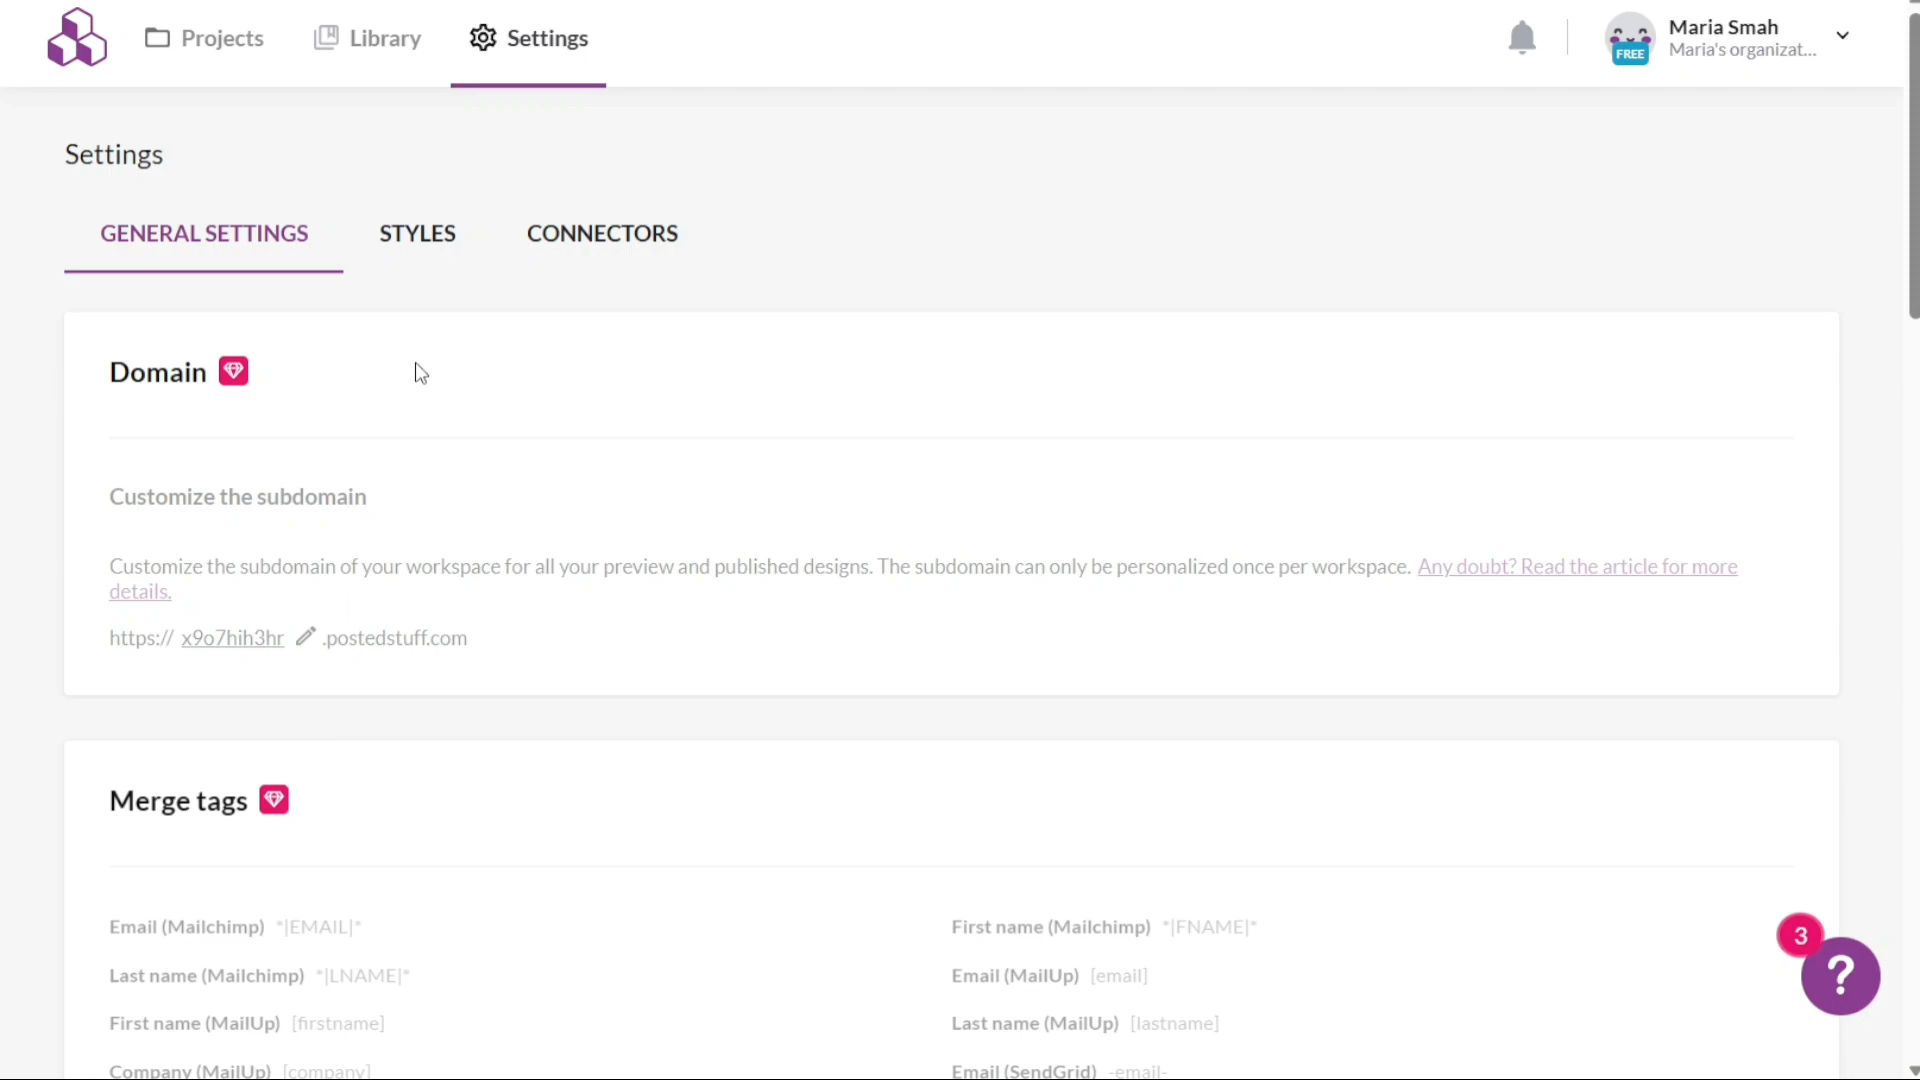 Projects
Library
Settings
Maria Smah
Maria's organizat...
FREE
Settings
GENERAL SETTINGS
STYLES
CONNECTORS
Domain
Customize the subdomain
Customize the subdomain of your workspace for all your preview and published designs. The subdomain can only be personalized once per workspace. Any doubt? Read the article for more
details.
https:// x9o7hih3hr .postedstuff.com
Merge tags
Email (Mailchimp) *|EMAIL|*
First name (Mailchimp) *|FNAME|*
Last name (Mailchimp) *|LNAME|*
Email (MailUp) [email]
First name (MailUp) [firstname]
Last name (MailUp) [lastname]
Company (MailUp) [company]
Email (SendGrid) -email-
3
?